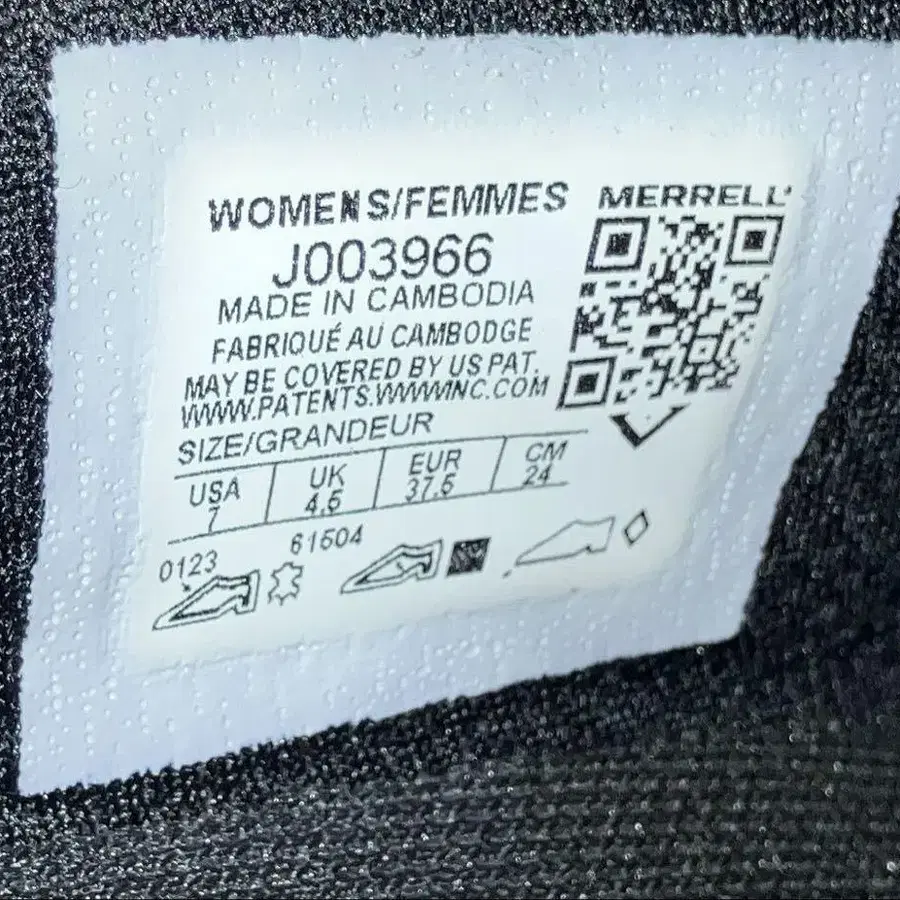 WOMENS/FEMMES
MERRELL
J003966
MADE IN CAMBODIA
FABRIQUÉ AU CAMBODGE
MAY BE COVERED BY US PAT.
WWW.PATENTS.WWWINC.COM
SIZE/GRANDEUR
USA UK EUR CM
7 4.5 37.5 24
0123 61504